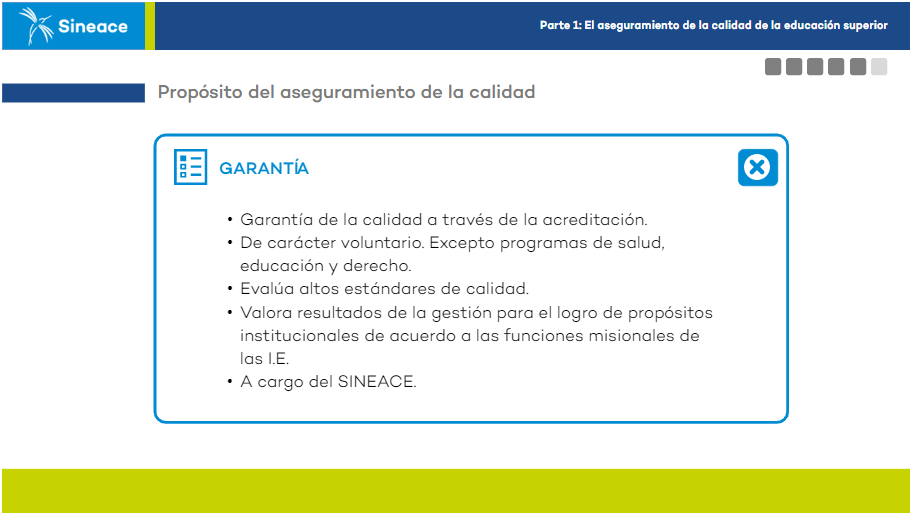 Sineace
Parte 1: El aseguramiento de la calidad de la educación superior
Propósito del aseguramiento de la calidad
GARANTÍA
• Garantía de la calidad a través de la acreditación.
• De carácter voluntario. Excepto programas de salud,
educación y derecho.
• Evalúa altos estándares de calidad.
• Valora resultados de la gestión para el logro de propósitos
institucionales de acuerdo a las funciones misionales de
las I.E.
• A cargo del SINEACE.